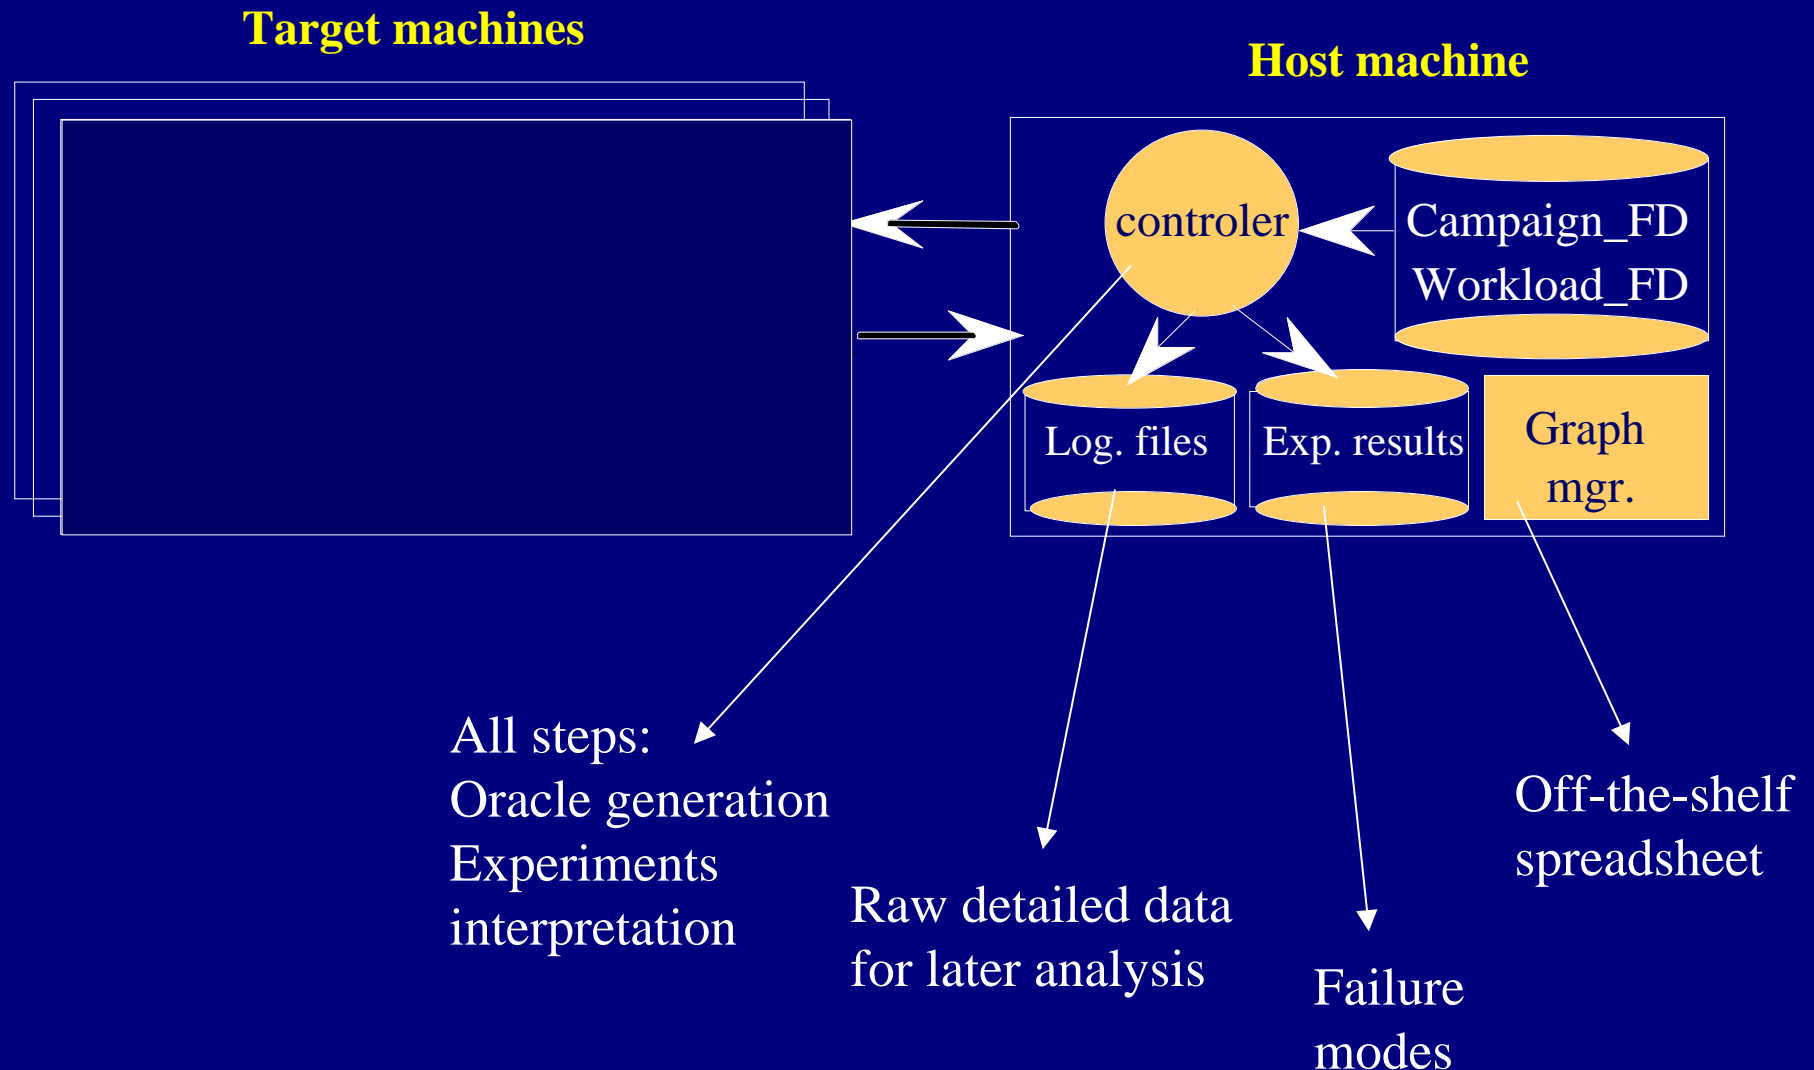 Target machines
Host machine
controler
Campaign_FD
Workload_FD
Log. files
Exp. results
Graph
mgr.
All steps:
Oracle generation
Experiments
interpretation
Raw detailed data
for later analysis
Failure
modes
Off-the-shelf
spreadsheet